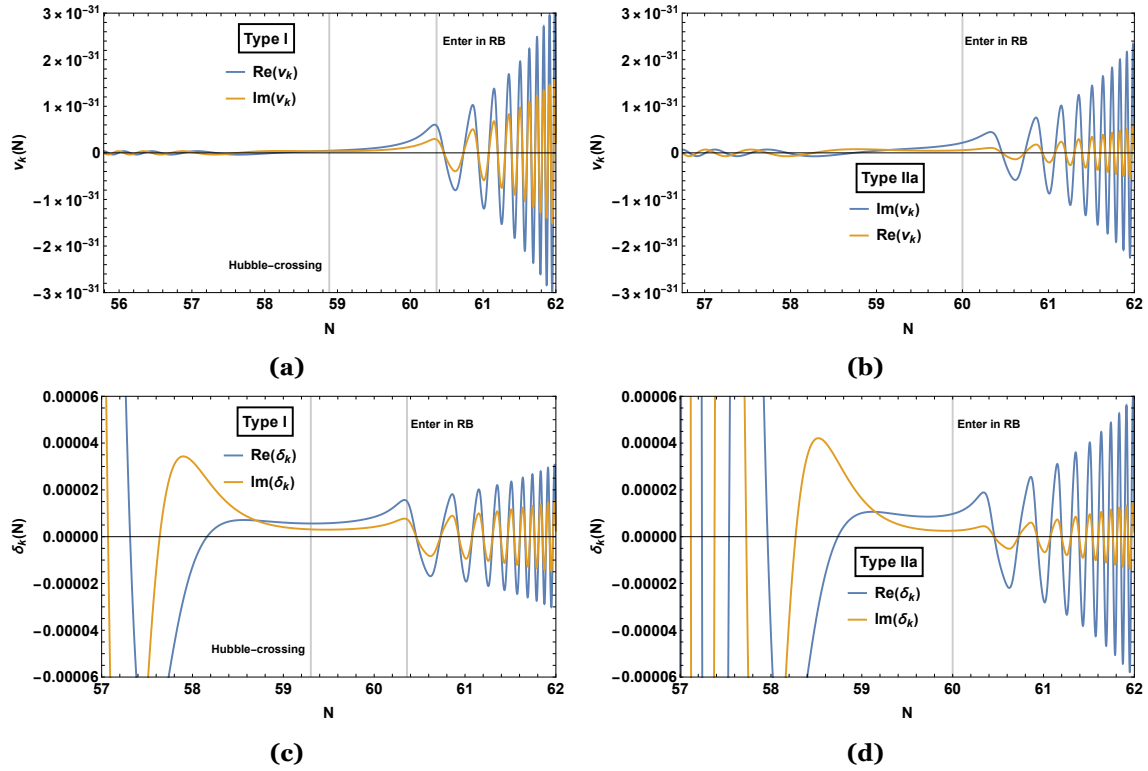 3 × 10⁻³¹
2 × 10⁻³¹
1 × 10⁻³¹
0
−1 × 10⁻³¹
−2 × 10⁻³¹
−3 × 10⁻³¹
vₖ(N)
Type I
Re(vₖ)
Im(vₖ)
Enter in RB
Hubble-crossing
56 57 58 59 60 61 62
N
(a)
3 × 10⁻³¹
2 × 10⁻³¹
1 × 10⁻³¹
0
−1 × 10⁻³¹
−2 × 10⁻³¹
−3 × 10⁻³¹
vₖ(N)
Enter in RB
Type IIa
Im(vₖ)
Re(vₖ)
57 58 59 60 61 62
N
(b)
0.00006
0.00004
0.00002
0.00000
−0.00002
−0.00004
−0.00006
δₖ(N)
Type I
Re(δₖ)
Im(δₖ)
Enter in RB
Hubble-crossing
57 58 59 60 61 62
N
(c)
0.00006
0.00004
0.00002
0.00000
−0.00002
−0.00004
−0.00006
δₖ(N)
Enter in RB
Type IIa
Re(δₖ)
Im(δₖ)
57 58 59 60 61 62
N
(d)